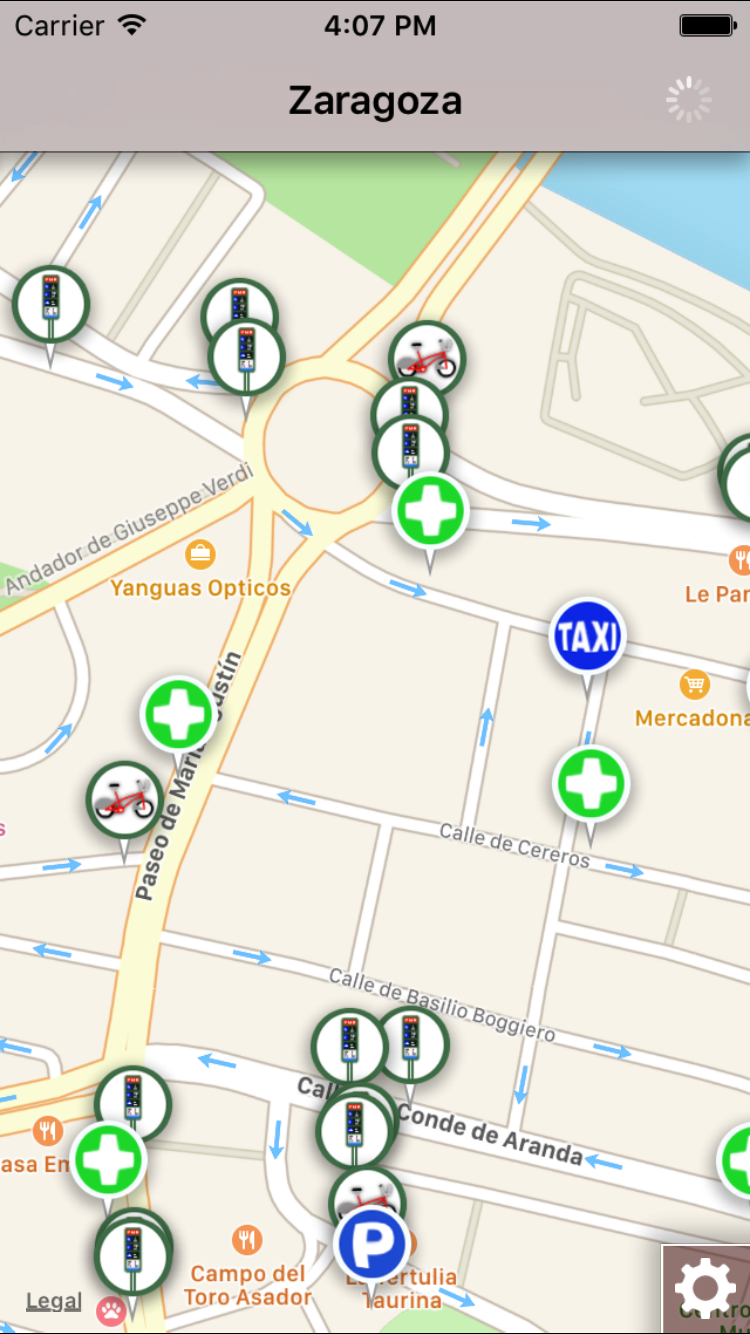 Carrier 4:07 PM
Zaragoza
Andador de Giuseppe Verdi
Yanguas Opticos
Le Par
TAXI
Mercadona
Paseo de María Agustín
s
Calle de Cereros
Calle de Basilio Boggiero
Calle Conde de Aranda
asa Em
P
Campo del
Toro Asador
La Tertulia
Taurina
Legal